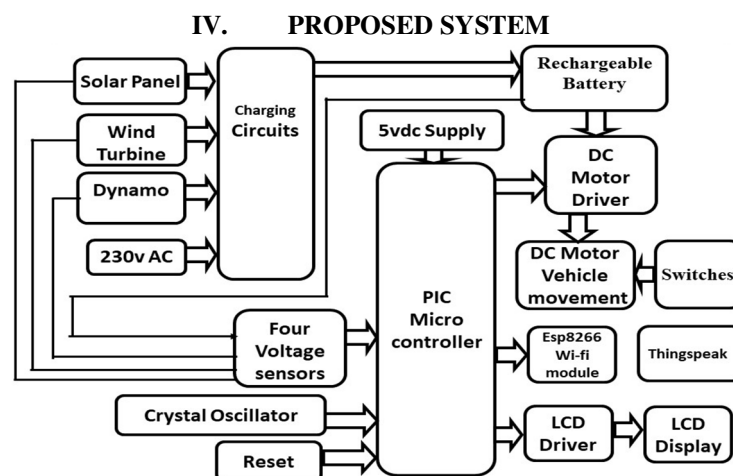 IV. PROPOSED SYSTEM
Solar Panel
Wind
Turbine
Dynamo
230v AC
Charging
Circuits
Rechargeable
Battery
5vdc Supply
DC
Motor
Driver
DC Motor
Vehicle
movement
Switches
PIC
Micro
controller
Four
Voltage
sensors
Esp8266
Wi-fi
module
Thingspeak
Crystal Oscillator
Reset
LCD
Driver
LCD
Display